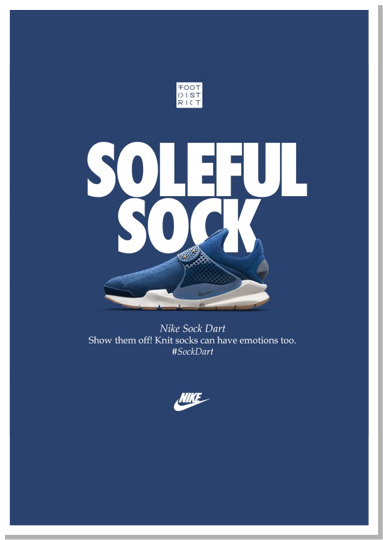 FOOT
DIST
RICT
SOLEFUL
SOCK
Nike Sock Dart
Show them off! Knit socks can have emotions too.
#SockDart
NIKE